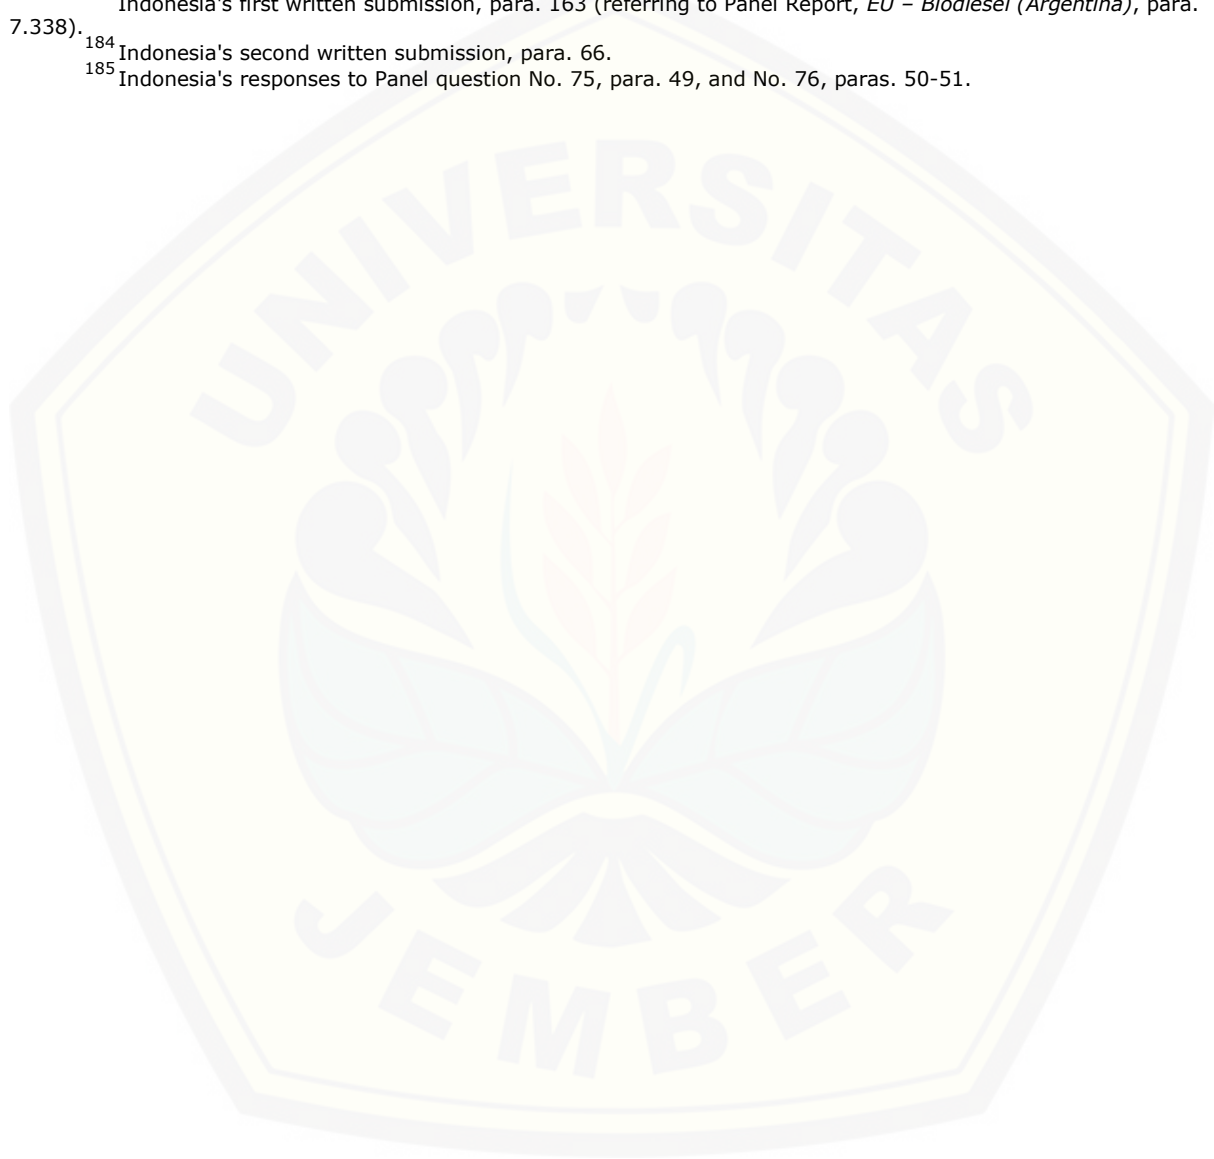 Indonesia's first written submission, para. 163 (referring to Panel Report, EU – Biodiesel (Argentina), para.
7.338).
184 Indonesia's second written submission, para. 66.
185 Indonesia's responses to Panel question No. 75, para. 49, and No. 76, paras. 50-51.
UNIVERSITAS
JEMBER